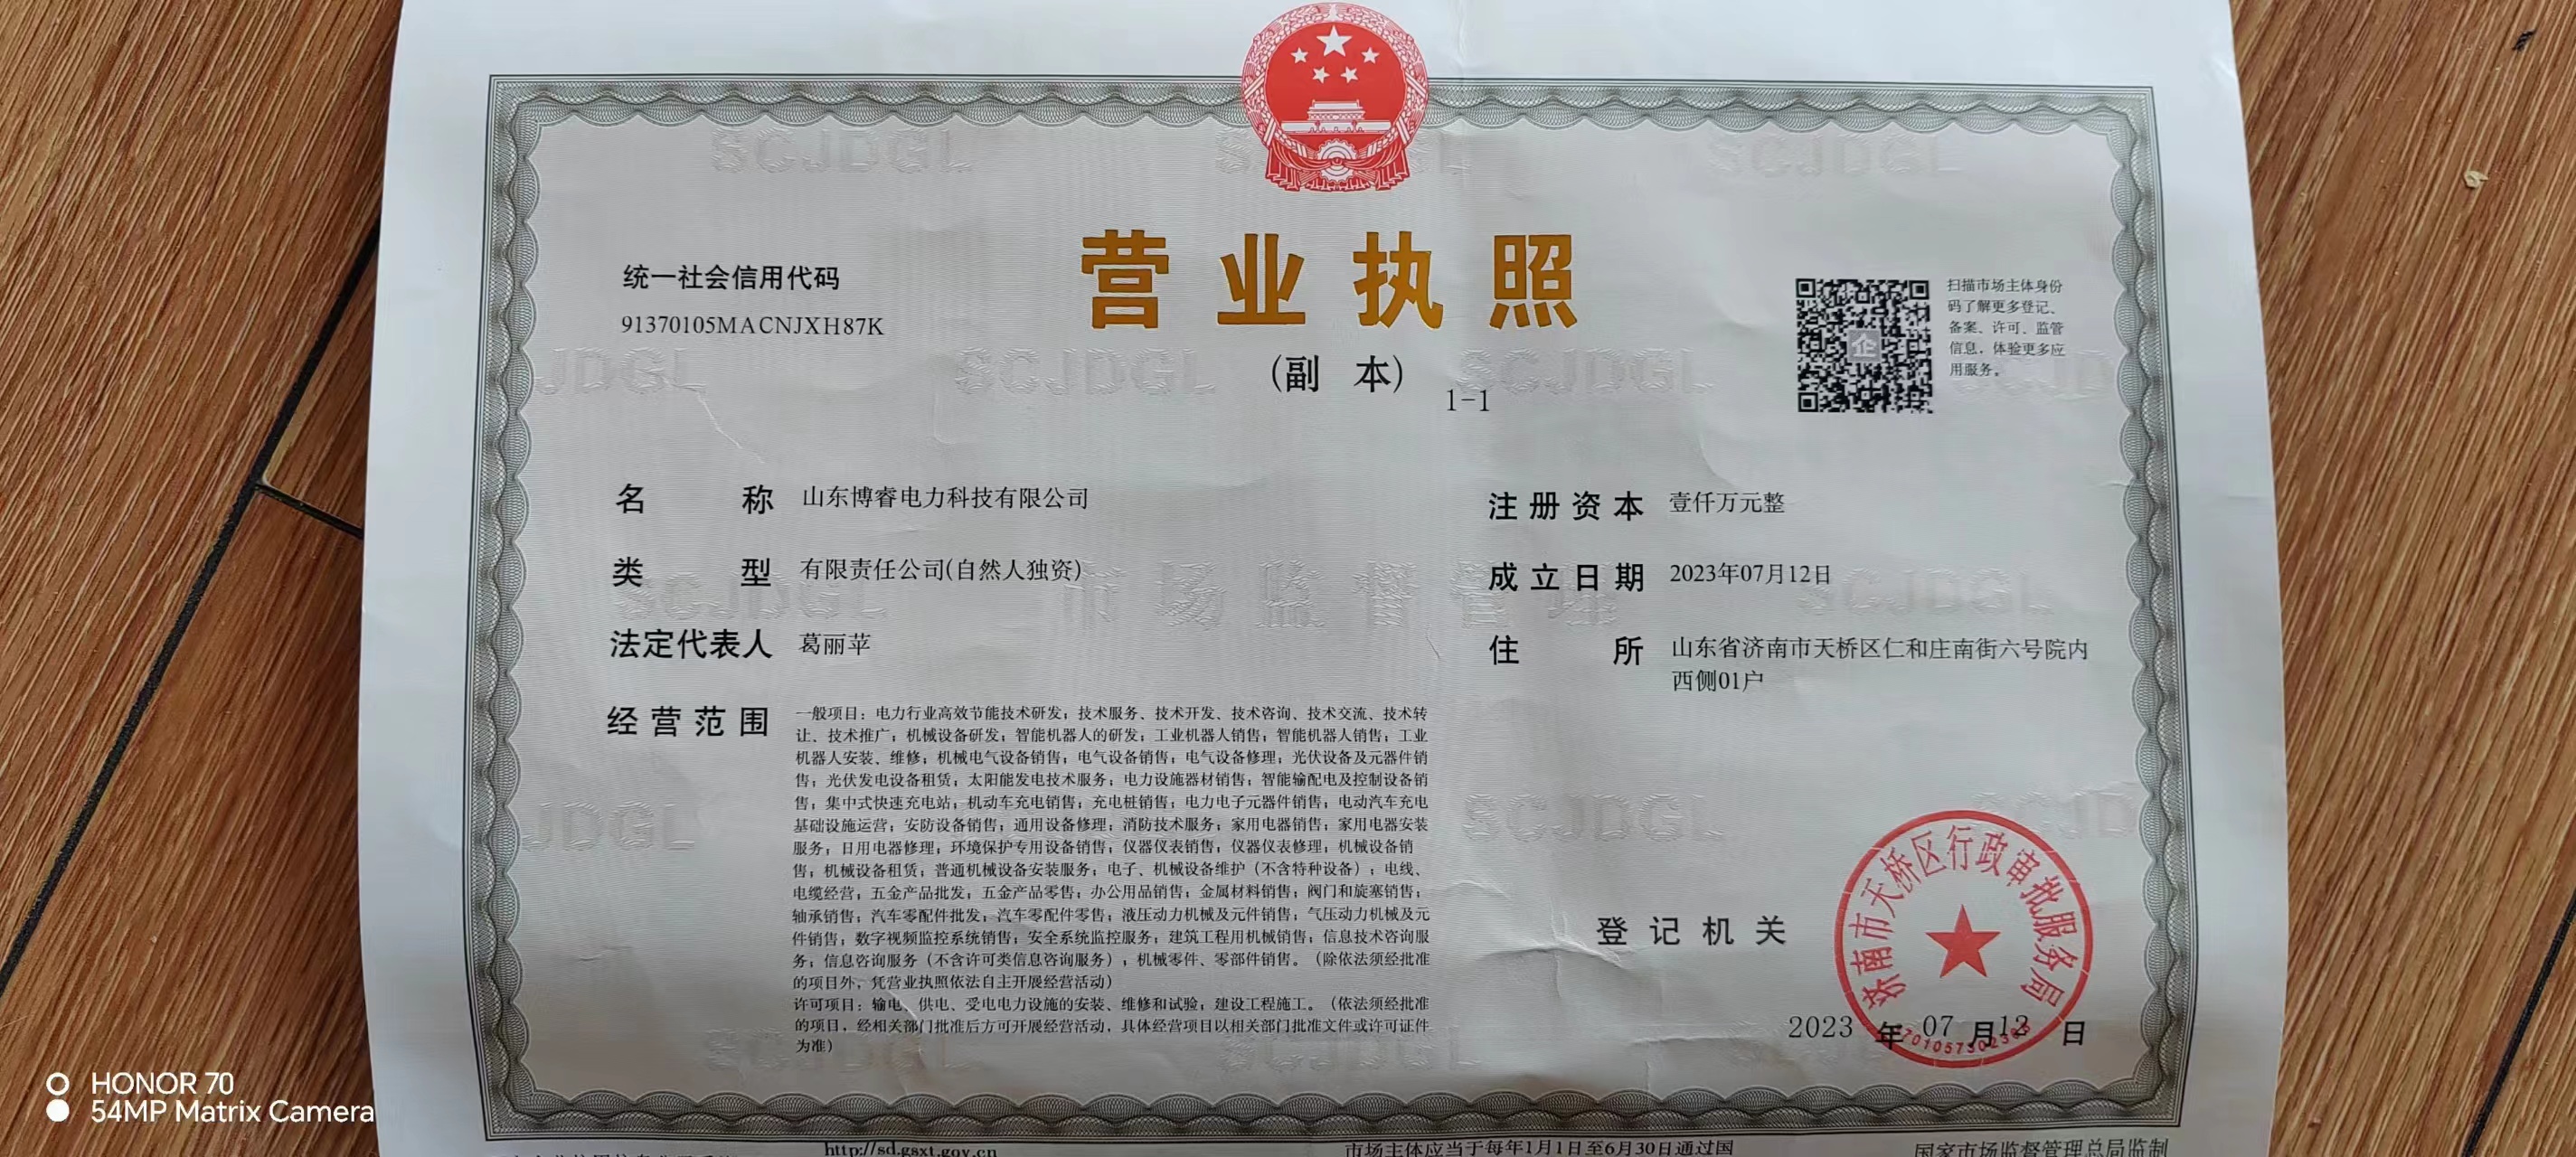 营业执照
(副 本)
1-1
统一社会信用代码
91370105MACNJXH87K
扫描市场主体身份
码了解更多登记、
备案、许可、监管
信息,体验更多应
用服务。
企
名 称 山东博睿电力科技有限公司
类 型 有限责任公司(自然人独资)
法定代表人 葛丽苹
经营范围 一般项目:电力行业高效节能技术研发;技术服务、技术开发、技术咨询、技术交流、技术转
让、技术推广;机械设备研发;智能机器人的研发;工业机器人销售;智能机器人销售;工业
机器人安装、维修;机械电气设备销售;电气设备销售;电气设备修理;光伏设备及元器件销
售;光伏发电设备租赁;太阳能发电技术服务;电力设施器材销售;智能输配电及控制设备销
售;集中式快速充电站;机动车充电销售;充电桩销售;电力电子元器件销售;电动汽车充电
基础设施运营;安防设备销售;通用设备修理;消防技术服务;家用电器销售;家用电器安装
服务;日用电器修理;环境保护专用设备销售;仪器仪表销售;仪器仪表修理;机械设备销
售;机械设备租赁;普通机械设备安装服务;电子、机械设备维护(不含特种设备);电线、
电缆经营;五金产品批发;五金产品零售;办公用品销售;金属材料销售;阀门和旋塞销售;
轴承销售;汽车零配件批发;汽车零配件零售;液压动力机械及元件销售;气压动力机械及元
件销售;数字视频监控系统销售;安全系统监控服务;建筑工程用机械销售;信息技术咨询服
务;信息咨询服务(不含许可类信息咨询服务);机械零件、零部件销售。(除依法须经批准
的项目外,凭营业执照依法自主开展经营活动)
许可项目:输电、供电、受电电力设施的安装、维修和试验;建设工程施工。(依法须经批准
的项目,经相关部门批准后方可开展经营活动,具体经营项目以相关部门批准文件或许可证件
为准)
注册资本 壹仟万元整
成立日期 2023年07月12日
住 所 山东省济南市天桥区仁和庄南街六号院内
西侧01户
登记机关
济南市天桥区行政审批服务局
2023 年 07 月 12 日
http://sd.gsxt.gov.cn
市场主体应当于每年1月1日至6月30日通过国
国家市场监督管理总局监制
SCJDGL
市场监督管理
HONOR 70
54MP Matrix Camera